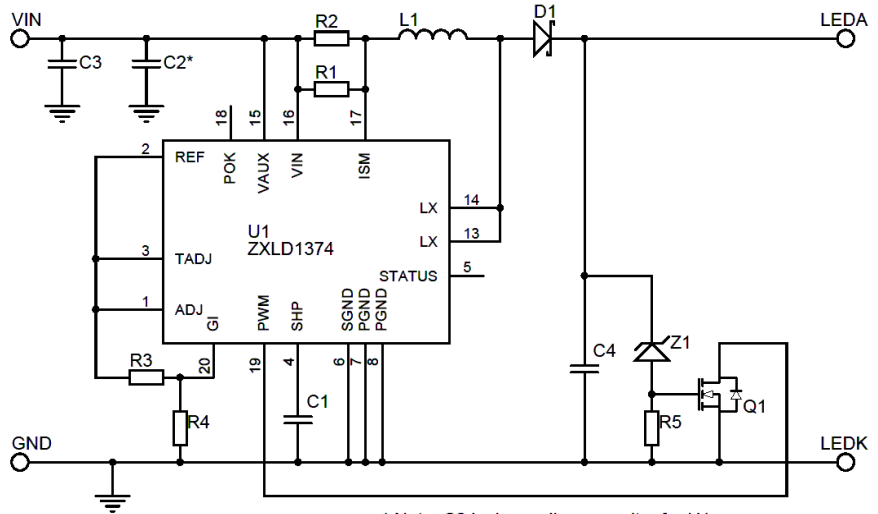 VIN
R2
L1
D1
LEDA
C3
C2*
R1
18
15
16
17
2
REF
POK
VAUX
VIN
ISM
LX
14
U1
ZXLD1374
LX
13
3
TADJ
STATUS
5
1
ADJ
GI
PWM
SHP
SGND
PGND
PGND
20
19
4
6
7
8
R3
C1
R4
C4
Z1
Q1
R5
GND
LEDK